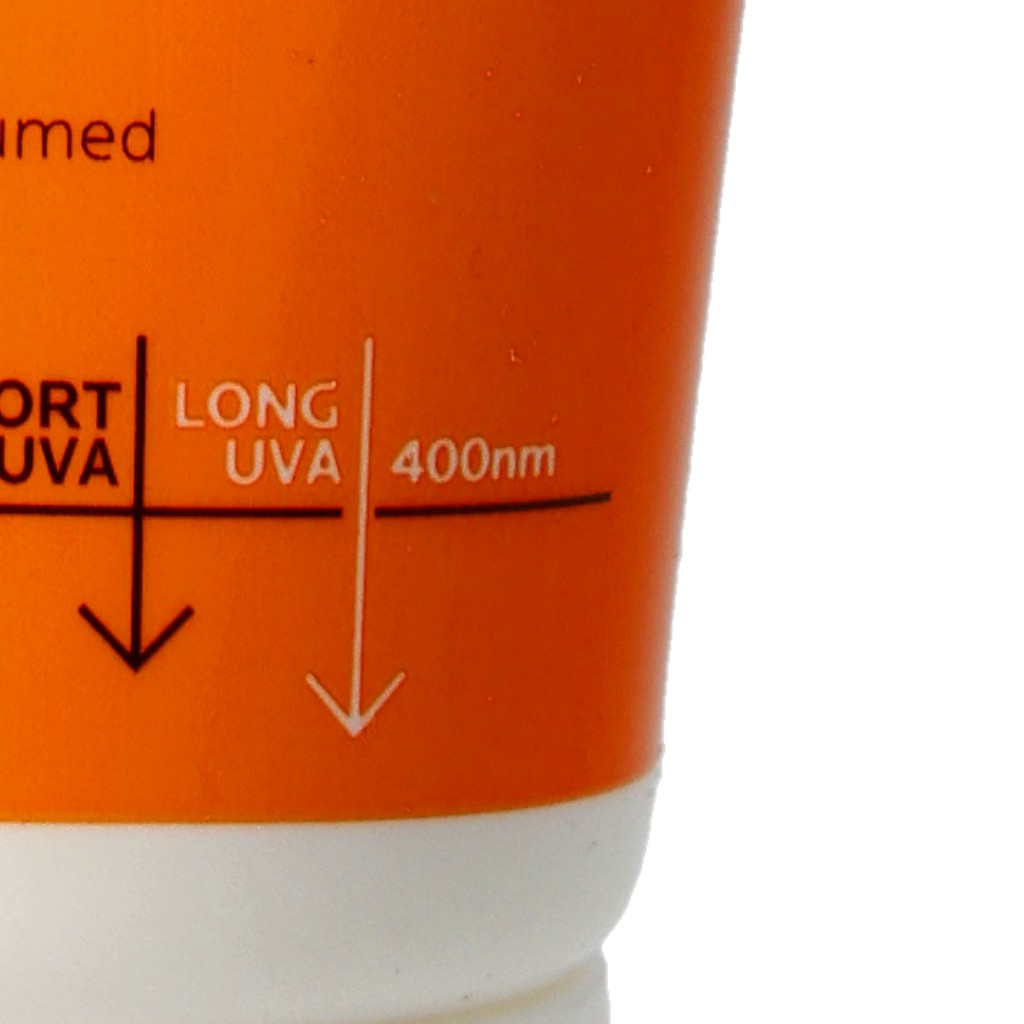 umed
ORT
UVA
LONG
UVA
400nm